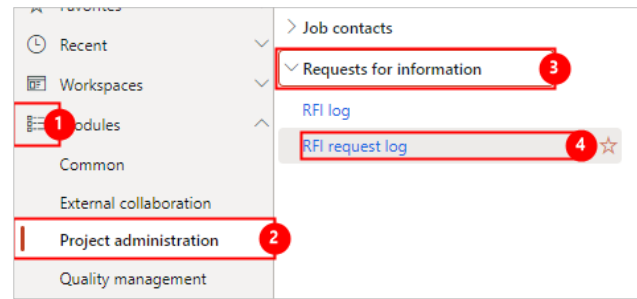 Recent
Workspaces
1 odules
Common
External collaboration
Project administration 2
Quality management
Job contacts
Requests for information 3
RFI log
RFI request log 4